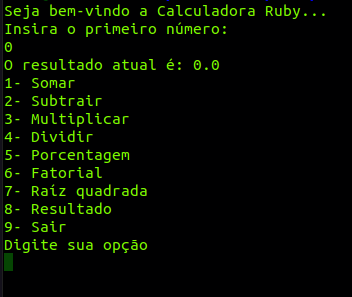 Seja bem-vindo a Calculadora Ruby...
Insira o primeiro número:
0
O resultado atual é: 0.0
1- Somar
2- Subtrair
3- Multiplicar
4- Dividir
5- Porcentagem
6- Fatorial
7- Raíz quadrada
8- Resultado
9- Sair
Digite sua opção